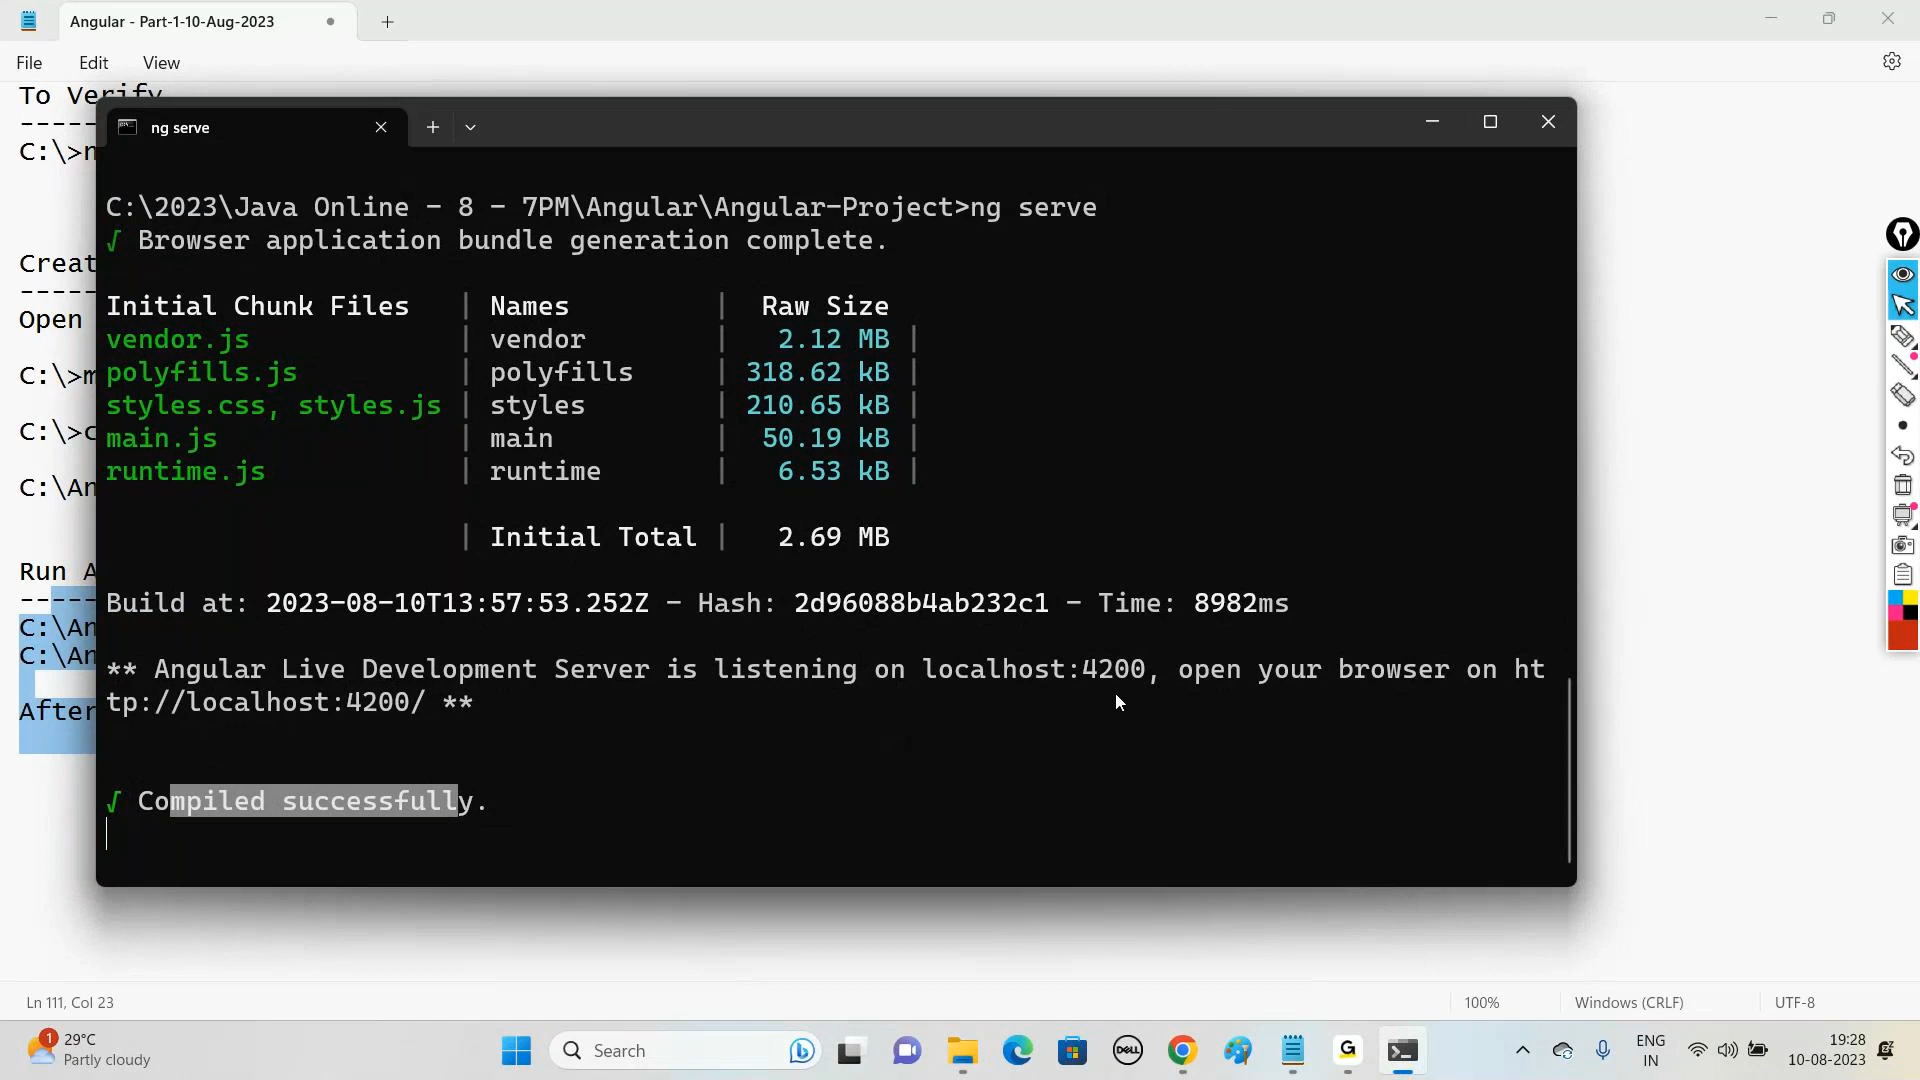 Angular - Part-1-10-Aug-2023
File Edit View
To Verify
ng serve
C:\>n
C:\2023\Java Online - 8 - 7PM\Angular\Angular-Project>ng serve
√ Browser application bundle generation complete.
Creat
Initial Chunk Files | Names | Raw Size
Open
vendor.js | vendor | 2.12 MB |
polyfills.js | polyfills | 318.62 kB |
C:\>m
styles.css, styles.js | styles | 210.65 kB |
C:\>c
main.js | main | 50.19 kB |
runtime.js | runtime | 6.53 kB |
C:\An
| Initial Total | 2.69 MB
Run A
Build at: 2023-08-10T13:57:53.252Z - Hash: 2d96088b4ab232c1 - Time: 8982ms
C:\An
C:\An
** Angular Live Development Server is listening on localhost:4200, open your browser on ht
tp://localhost:4200/ **
After
√ Compiled successfully.
Ln 111, Col 23 100% Windows (CRLF) UTF-8
1 29°C
Partly cloudy
Search
DELL
G
ENG
IN
19:28
10-08-2023